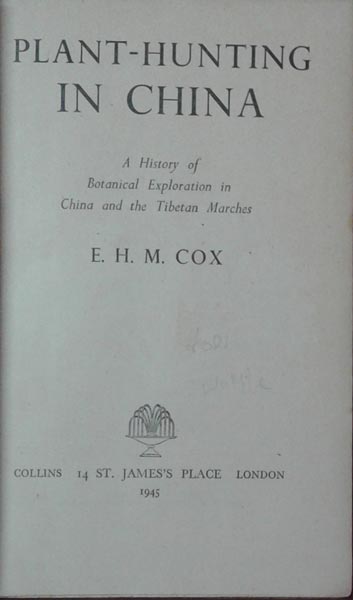 PLANT-HUNTING
IN CHINA
A History of
Botanical Exploration in
China and the Tibetan Marches
E. H. M. COX
COLLINS 14 ST. JAMES'S PLACE LONDON
1945